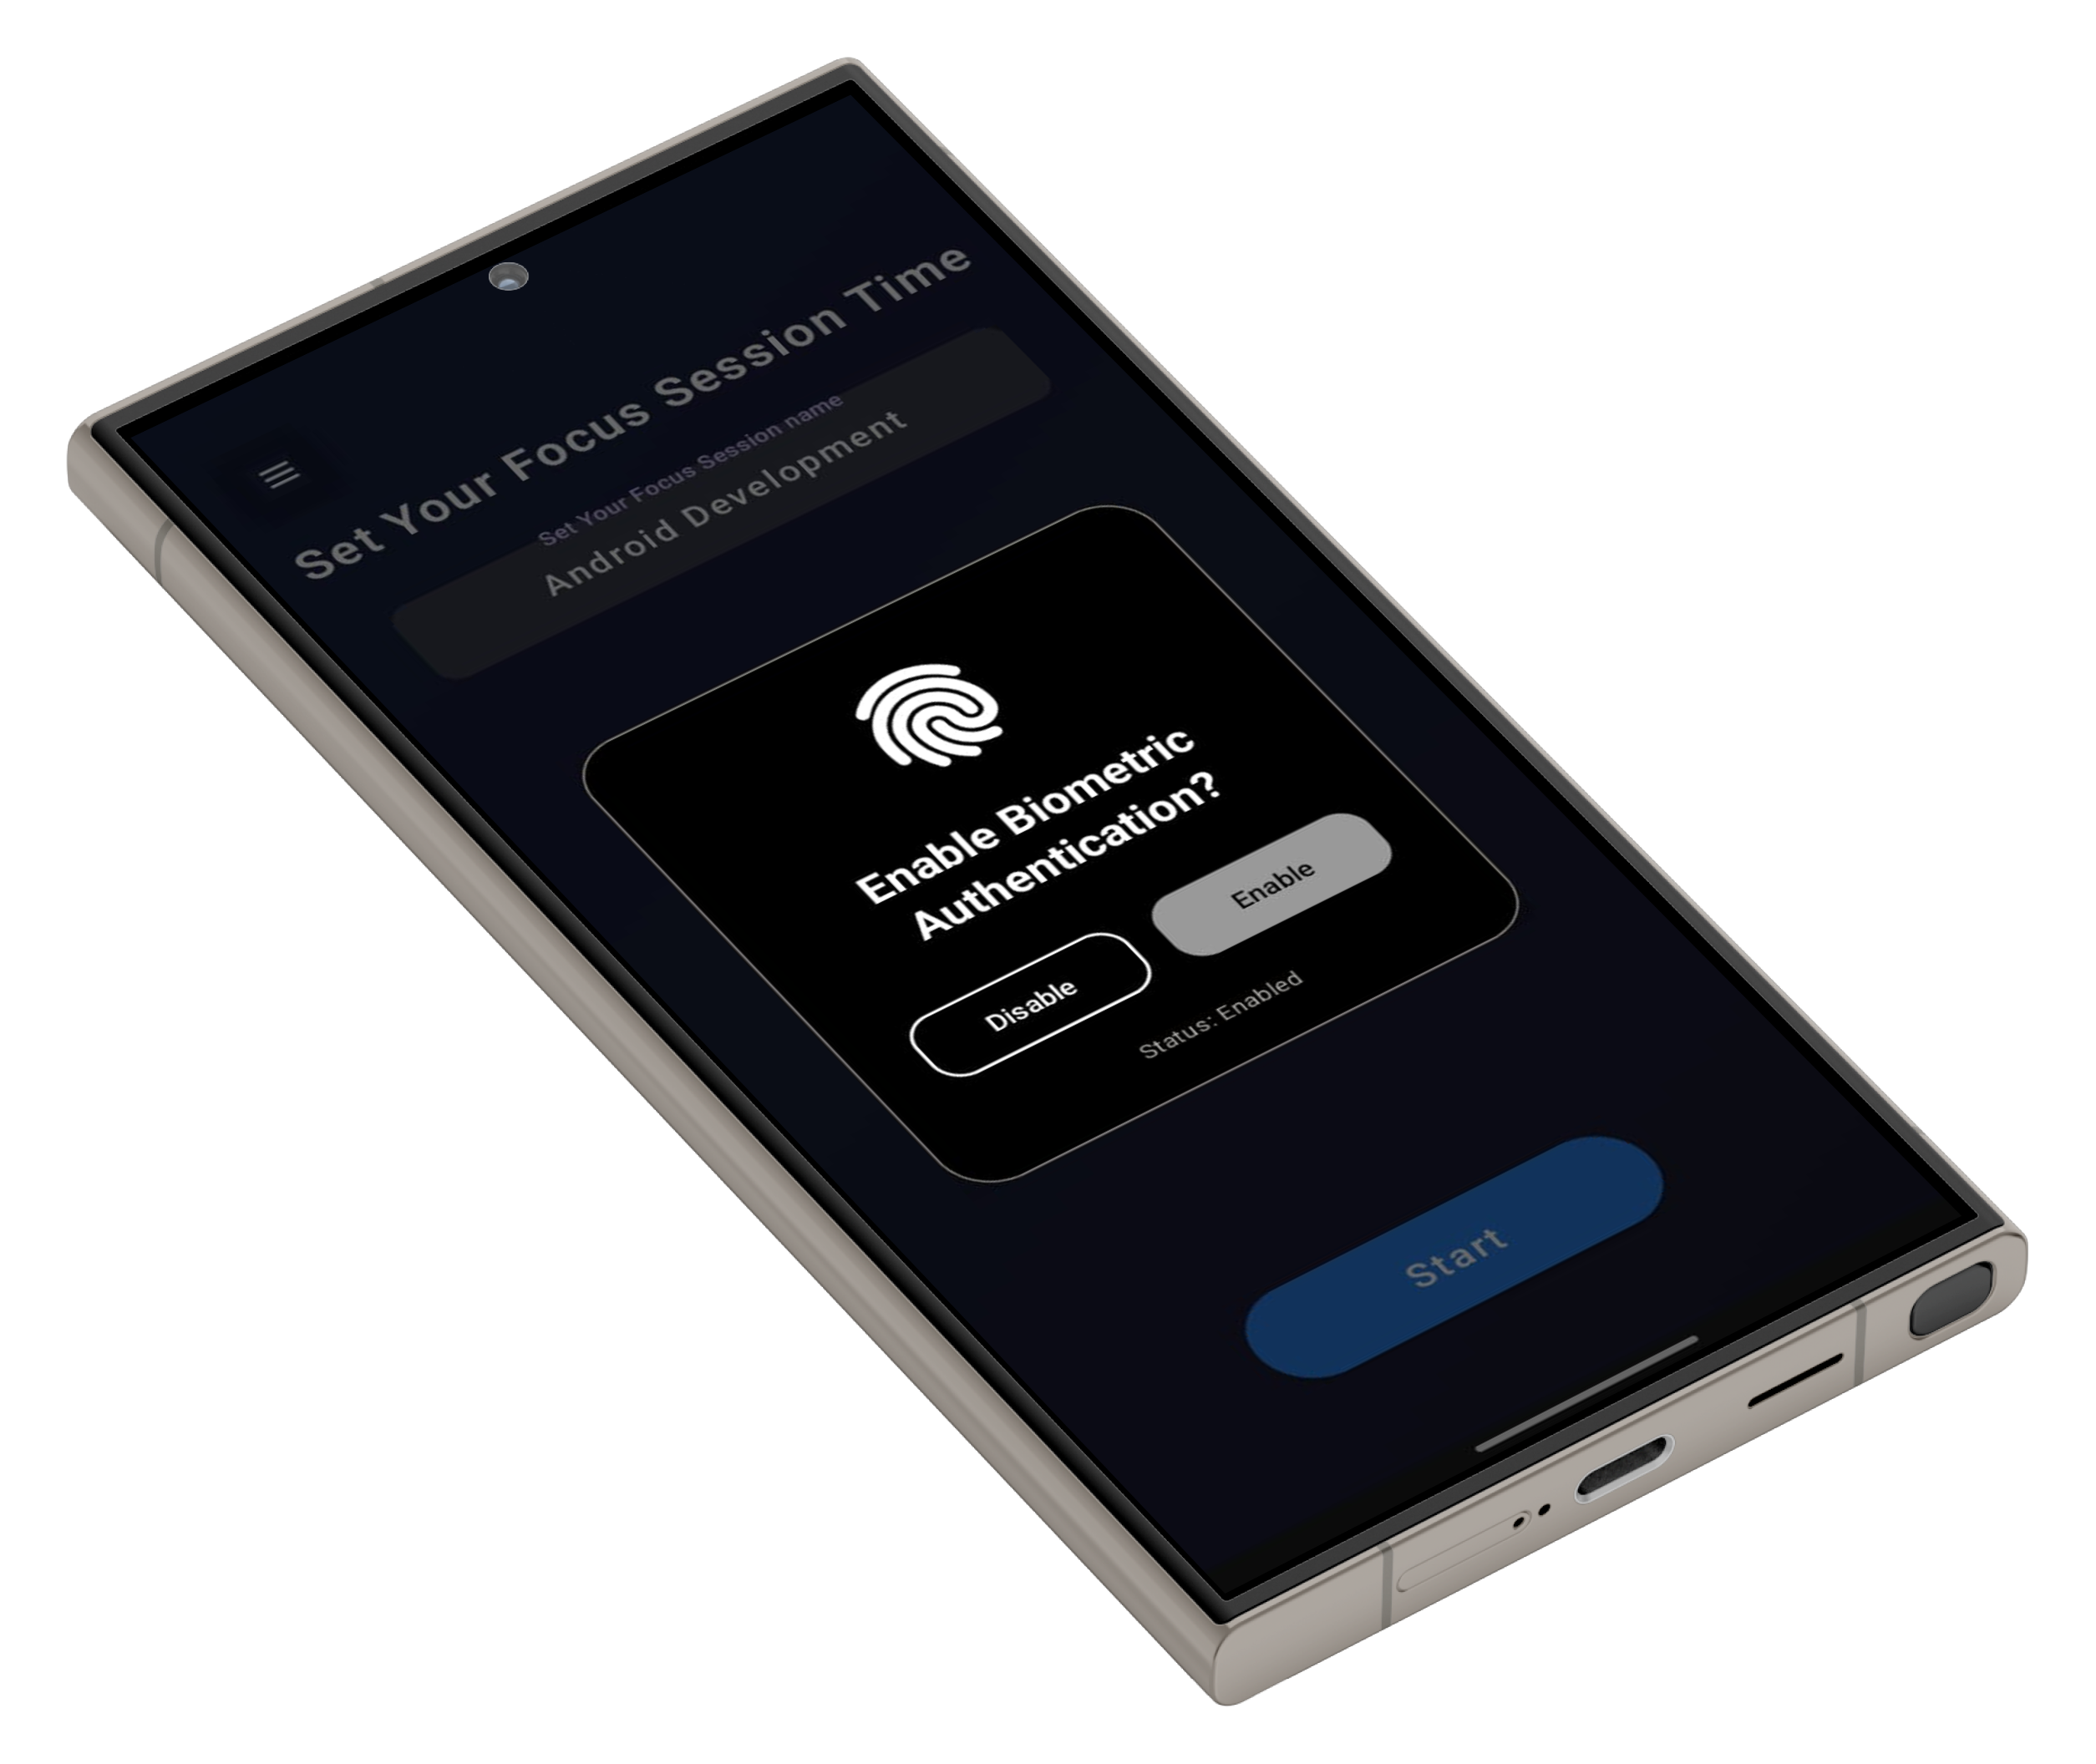 Set Your Focus Session Time
Set Your Focus Session name
Android Development
Enable Biometric
Authentication?
Disable
Enable
Status: Enabled
Start